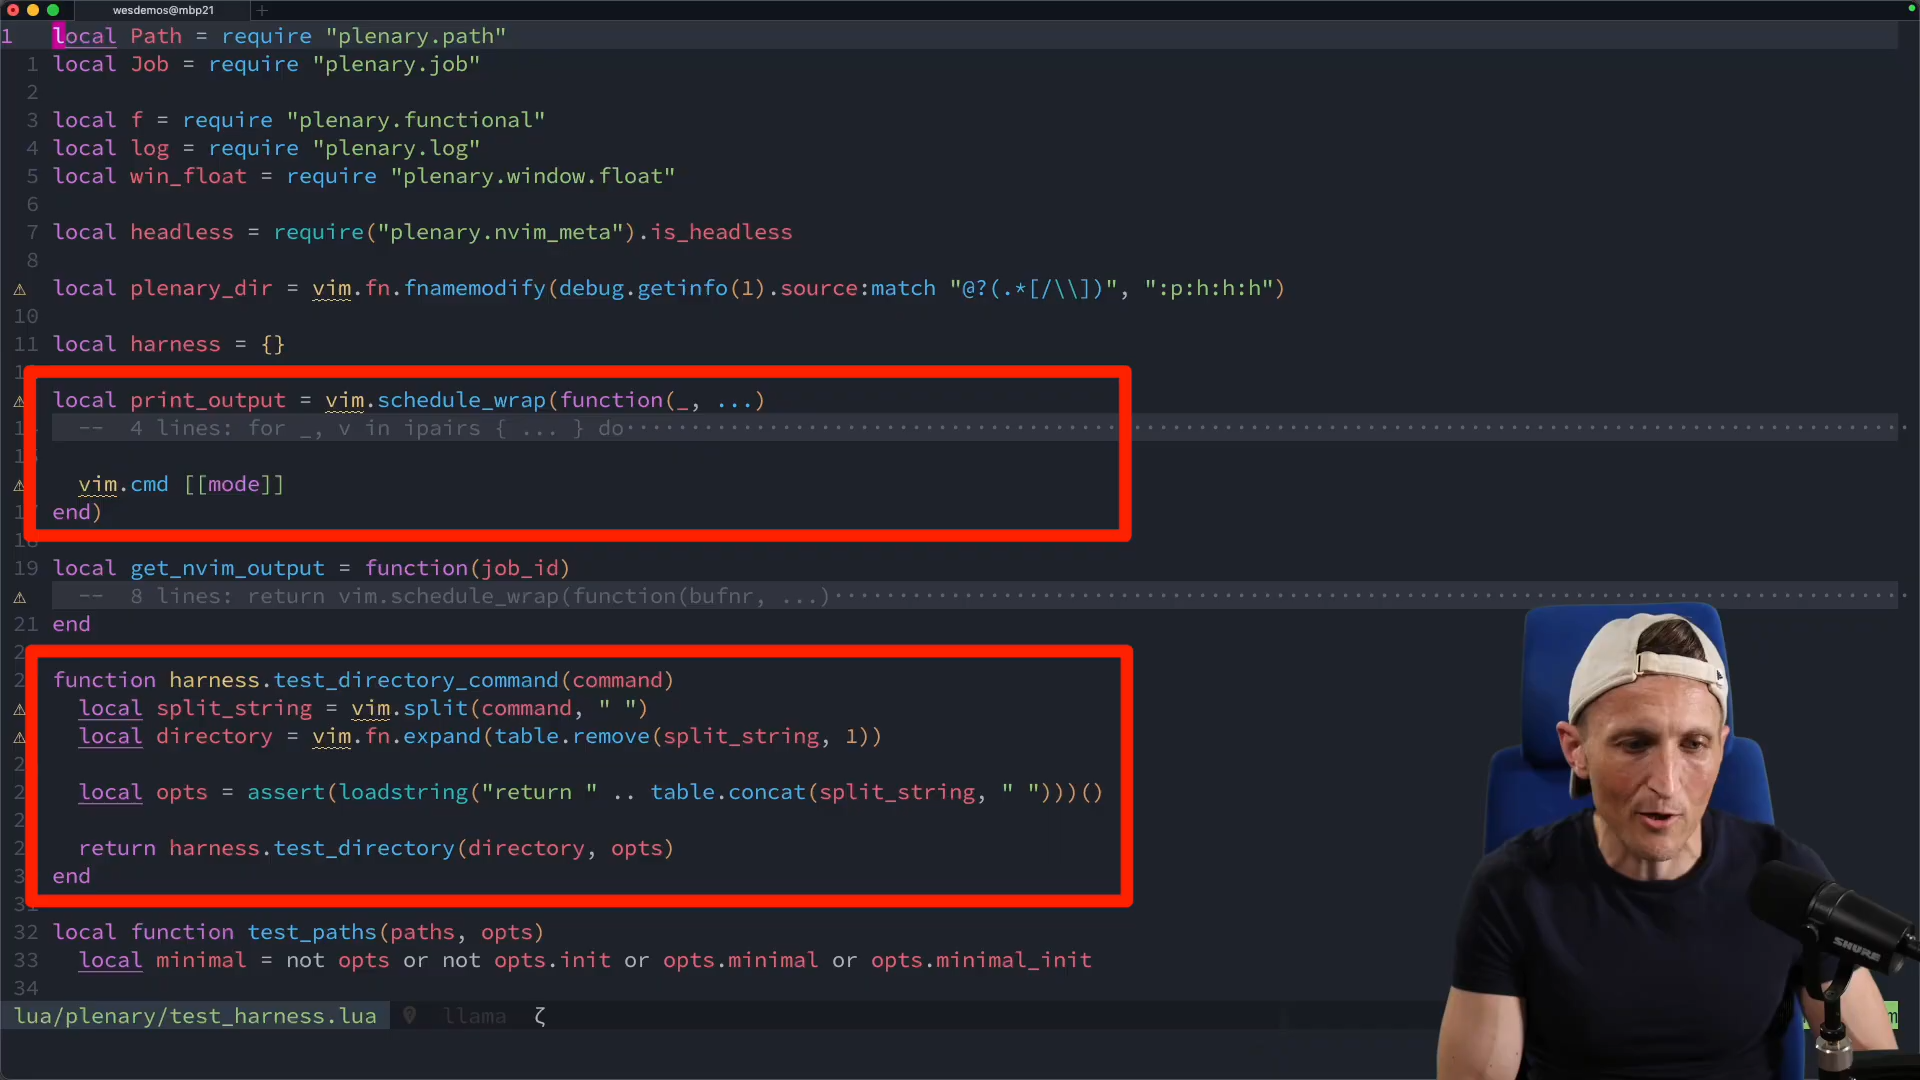 wesdemos@mbp21
1 local Path = require "plenary.path"
1 local Job = require "plenary.job"
2
3 local f = require "plenary.functional"
4 local log = require "plenary.log"
5 local win_float = require "plenary.window.float"
6
7 local headless = require("plenary.nvim_meta").is_headless
8
⚠ local plenary_dir = vim.fn.fnamemodify(debug.getinfo(1).source:match "@?(.*[/\\])", ":p:h:h:h")
10
11 local harness = {}
local print_output = vim.schedule_wrap(function(_, ...)
-- 4 lines: for _, v in ipairs { ... } do
vim.cmd [[mode]]
end)
18
19 local get_nvim_output = function(job_id)
⚠ -- 8 lines: return vim.schedule_wrap(function(bufnr, ...)
21 end
function harness.test_directory_command(command)
⚠ local split_string = vim.split(command, " ")
⚠ local directory = vim.fn.expand(table.remove(split_string, 1))
local opts = assert(loadstring("return " .. table.concat(split_string, " ")))()
return harness.test_directory(directory, opts)
end
32 local function test_paths(paths, opts)
33 local minimal = not opts or not opts.init or opts.minimal or opts.minimal_init
34
lua/plenary/test_harness.lua llama ζ
SHURE